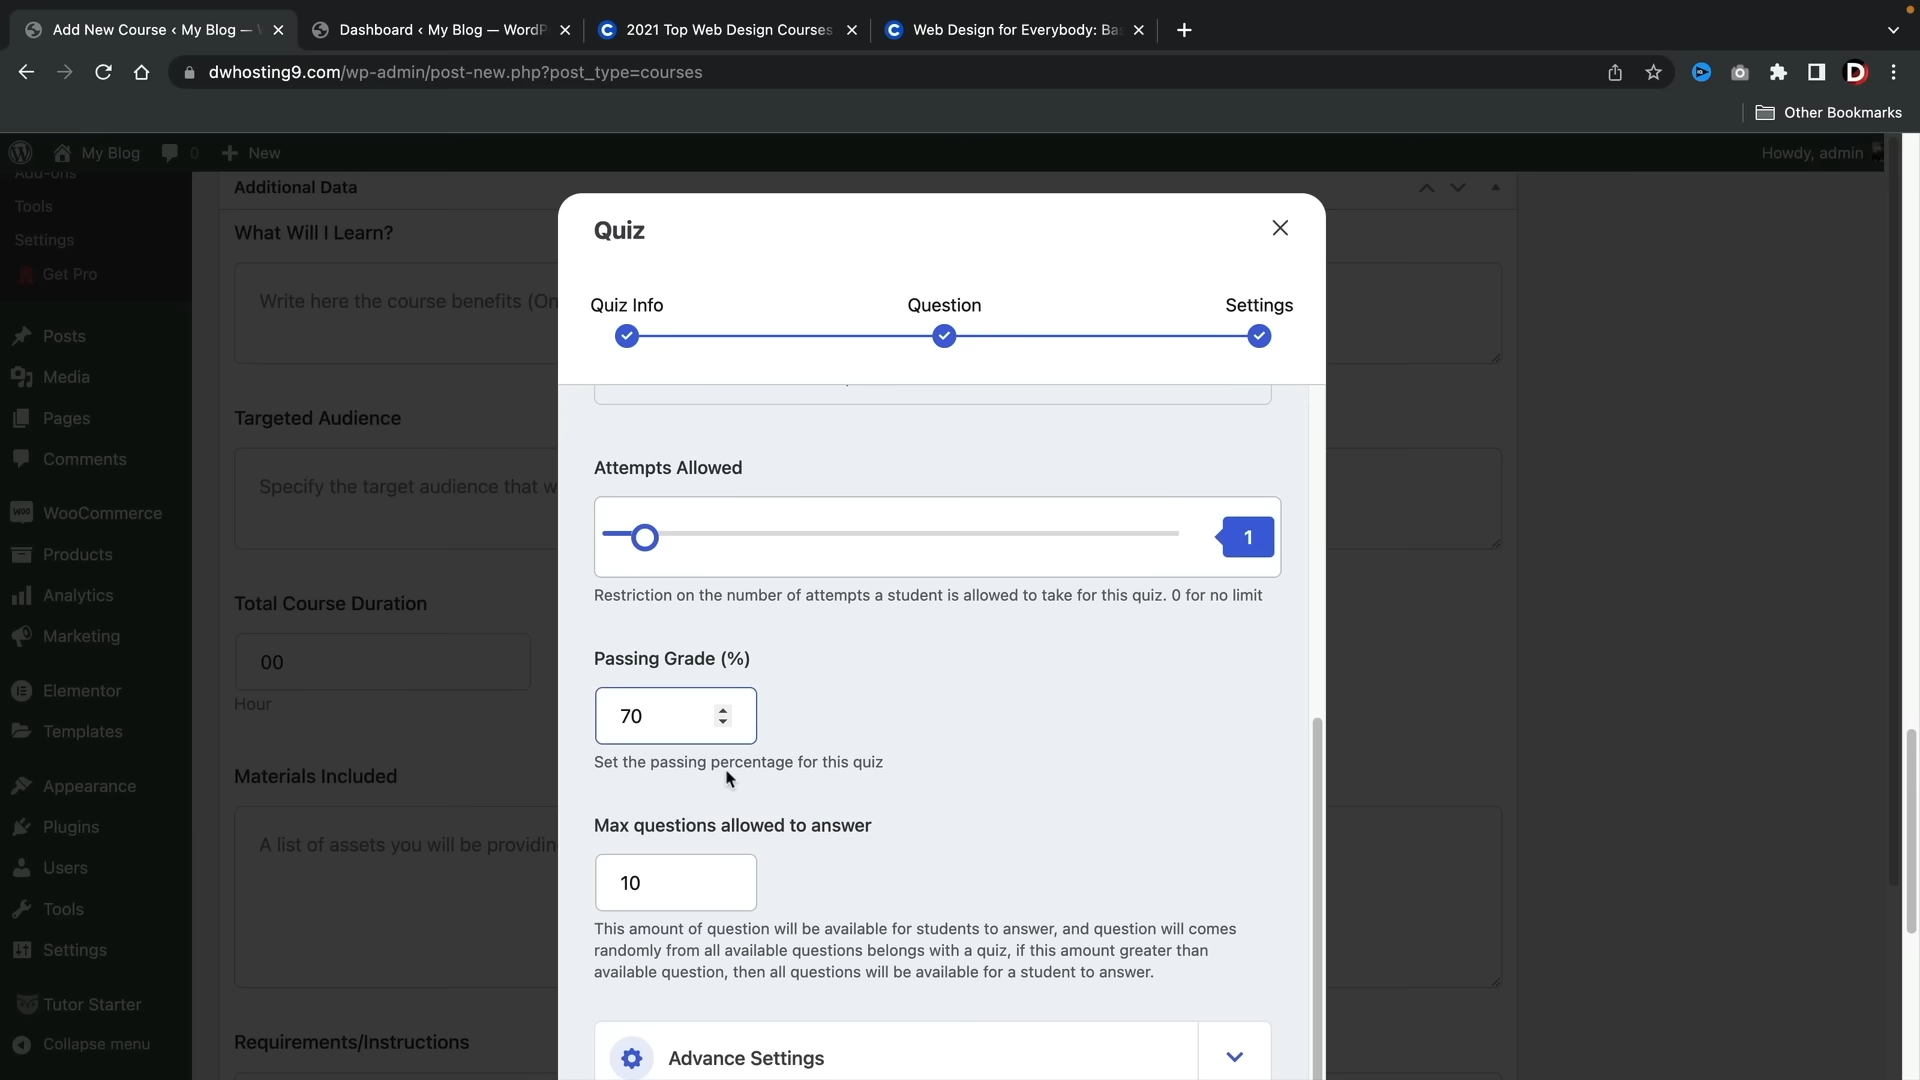 Add New Course ‹ My Blog —
Dashboard ‹ My Blog — WordP
2021 Top Web Design Courses
Web Design for Everybody: Ba
dwhosting9.com/wp-admin/post-new.php?post_type=courses
Other Bookmarks
My Blog
0
New
Howdy, admin
Add-ons
Tools
Settings
Get Pro
Posts
Media
Pages
Comments
WooCommerce
Products
Analytics
Marketing
Elementor
Templates
Appearance
Plugins
Users
Tools
Settings
Tutor Starter
Collapse menu
Additional Data
What Will I Learn?
Write here the course benefits (On
Targeted Audience
Specify the target audience that w
Total Course Duration
00
Hour
Materials Included
A list of assets you will be providin
Requirements/Instructions
Quiz
Quiz Info
Question
Settings
Attempts Allowed
1
Restriction on the number of attempts a student is allowed to take for this quiz. 0 for no limit
Passing Grade (%)
70
Set the passing percentage for this quiz
Max questions allowed to answer
10
This amount of question will be available for students to answer, and question will comes
randomly from all available questions belongs with a quiz, if this amount greater than
available question, then all questions will be available for a student to answer.
Advance Settings